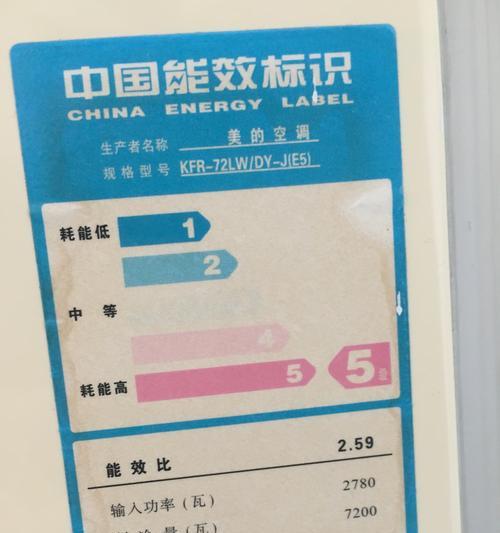 中国能效标识
CHINA ENERGY LABEL
生产者名称 美的空调
规格型号 KFR-72LW/DY-J(E5)
耗能低 1
2
中等
4
耗能高 5 5
能效比 2.59
输入功率（瓦） 2780
量（瓦） 7200